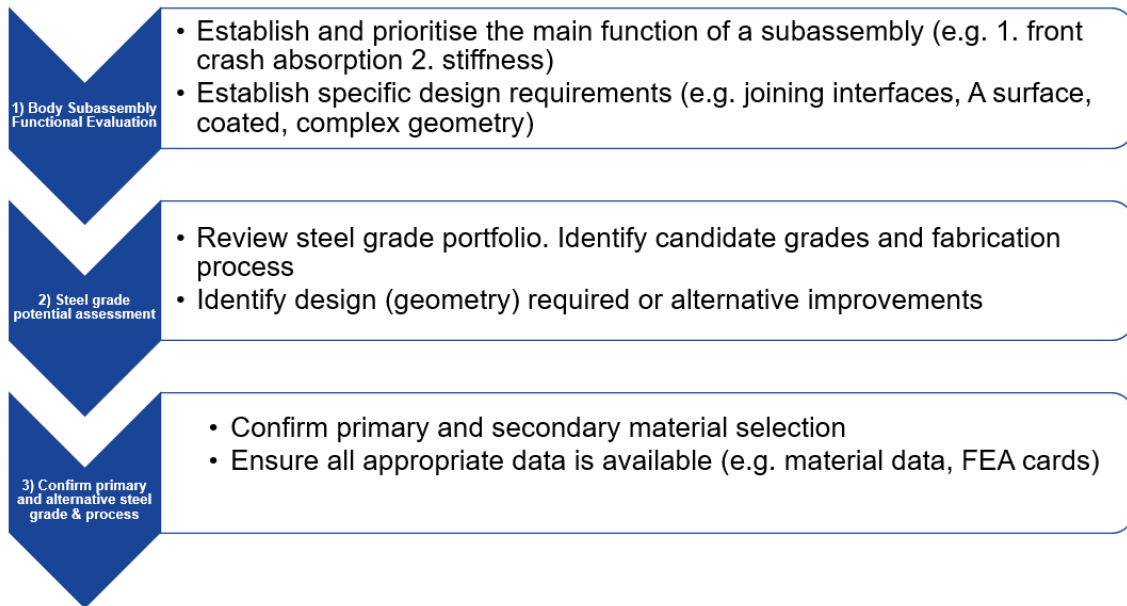 1) Body Subassembly
Functional Evaluation
• Establish and prioritise the main function of a subassembly (e.g. 1. front
crash absorption 2. stiffness)
• Establish specific design requirements (e.g. joining interfaces, A surface,
coated, complex geometry)
2) Steel grade
potential assessment
• Review steel grade portfolio. Identify candidate grades and fabrication
process
• Identify design (geometry) required or alternative improvements
3) Confirm primary
and alternative steel
grade & process
• Confirm primary and secondary material selection
• Ensure all appropriate data is available (e.g. material data, FEA cards)